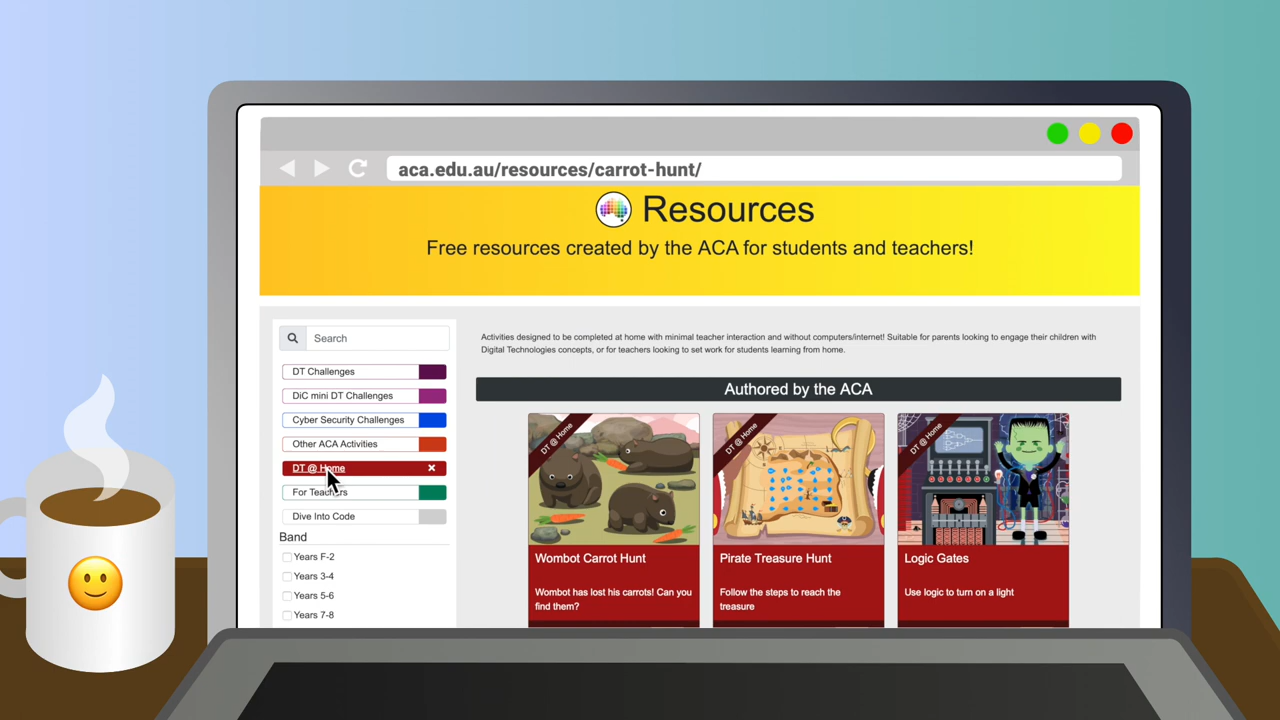 aca.edu.au/resources/carrot-hunt/
Resources
Free resources created by the ACA for students and teachers!
Search
DT Challenges
DiC mini DT Challenges
Cyber Security Challenges
Other ACA Activities
DT @ Home
For Teachers
Dive Into Code
Band
Years F-2
Years 3-4
Years 5-6
Years 7-8
Activities designed to be completed at home with minimal teacher interaction and without computers/internet! Suitable for parents looking to engage their children with
Digital Technologies concepts, or for teachers looking to set work for students learning from home.
Authored by the ACA
DT @ Home
Wombot Carrot Hunt
Wombot has lost his carrots! Can you
find them?
DT @ Home
Pirate Treasure Hunt
Follow the steps to reach the
treasure
DT @ Home
Logic Gates
Use logic to turn on a light